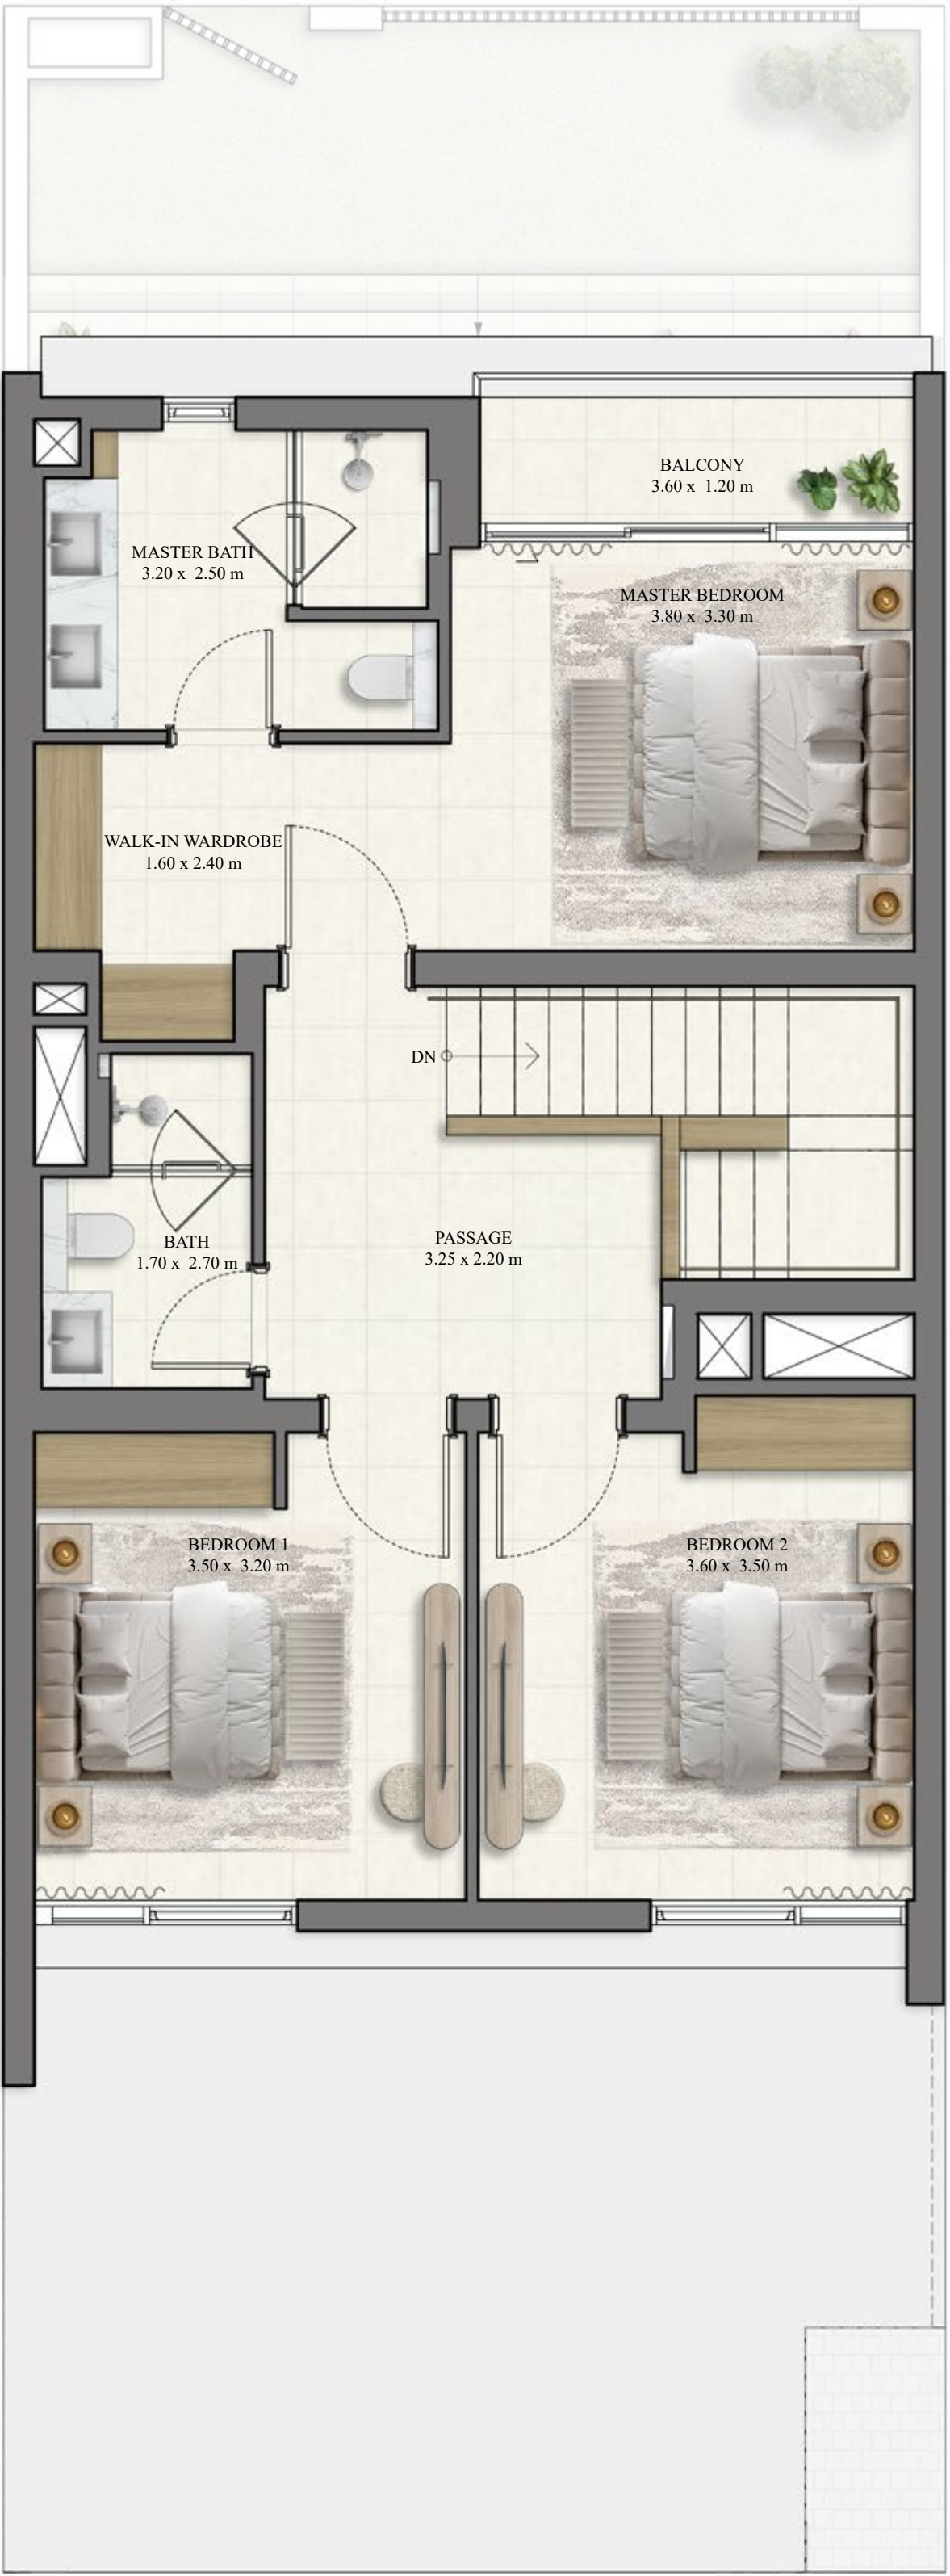 BALCONY
3.60 x  1.20 m
MASTER BATH
3.20 x  2.50 m
MASTER BEDROOM
3.80 x  3.30 m
WALK-IN WARDROBE
1.60 x 2.40 m
DN
BATH
1.70 x  2.70 m
PASSAGE
3.25 x 2.20 m
BEDROOM 1
3.50 x  3.20 m
BEDROOM 2
3.60 x  3.50 m